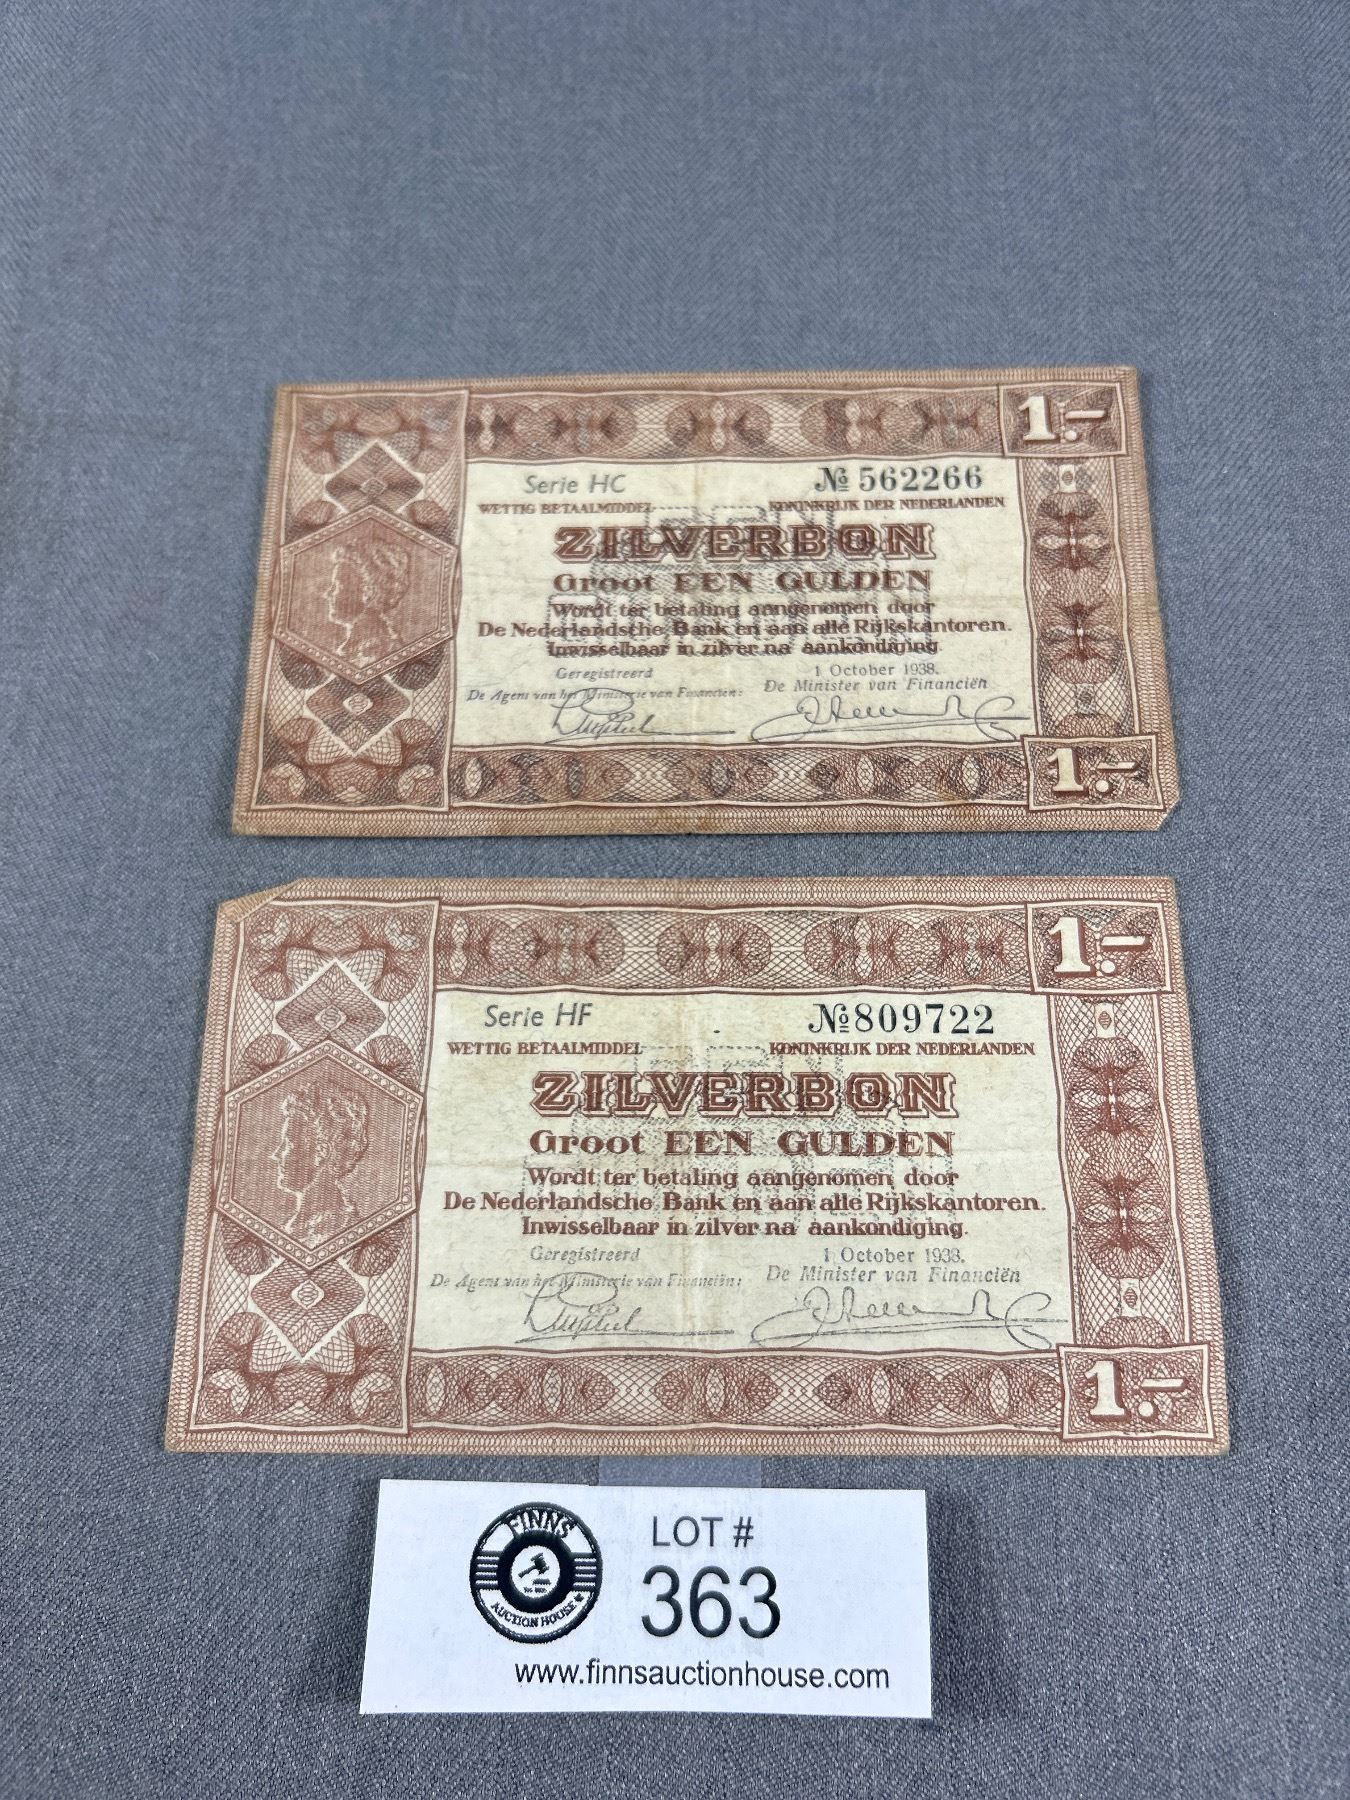 1.-
Serie HC
№ 562266
WETTIG BETAALMIDDEL
KONINKRIJK DER NEDERLANDEN
ZILVERBON
Groot EEN GULDEN
Wordt ter betaling aangenomen door
De Nederlandsche Bank en aan alle Rijkskantoren.
Inwisselbaar in zilver na aankondiging.
Geregistreerd
De Agent van het Ministerie van Financiën:
1 October 1938.
De Minister van Financiën
1.-
1.-
Serie HF
№ 809722
WETTIG BETAALMIDDEL
KONINKRIJK DER NEDERLANDEN
ZILVERBON
Groot EEN GULDEN
Wordt ter betaling aangenomen door
De Nederlandsche Bank en aan alle Rijkskantoren.
Inwisselbaar in zilver na aankondiging.
Geregistreerd
De Agent van het Ministerie van Financiën:
1 October 1938.
De Minister van Financiën
1.-
FINNS
AUCTION HOUSE
LOT #
363
www.finnsauctionhouse.com